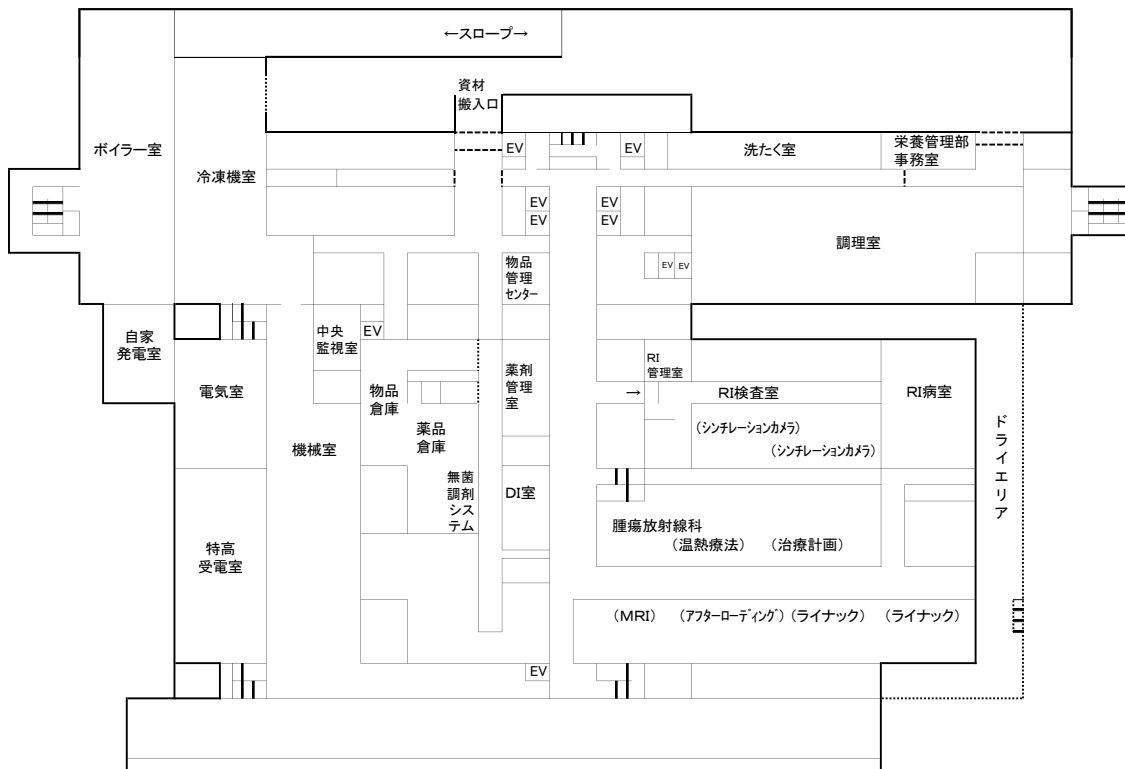 ←スロープ→
資材
搬入口
ボイラー室
冷凍機室
EV
EV
洗たく室
栄養管理部
事務室
EV
EV
EV
EV
調理室
物品
管理
センター
EV
EV
自家
発電室
中央
監視室
EV
電気室
物品
倉庫
薬剤
管理
室
RI
管理室
→
RI検査室
RI病室
薬品
倉庫
(シンチレーションカメラ)
(シンチレーションカメラ)
機械室
ドライエリア
無菌
調剤
シス
テム
DI室
腫瘍放射線科
(温熱療法)
(治療計画)
特高
受電室
(MRI)
(アフターローディング)
(ライナック)
(ライナック)
EV